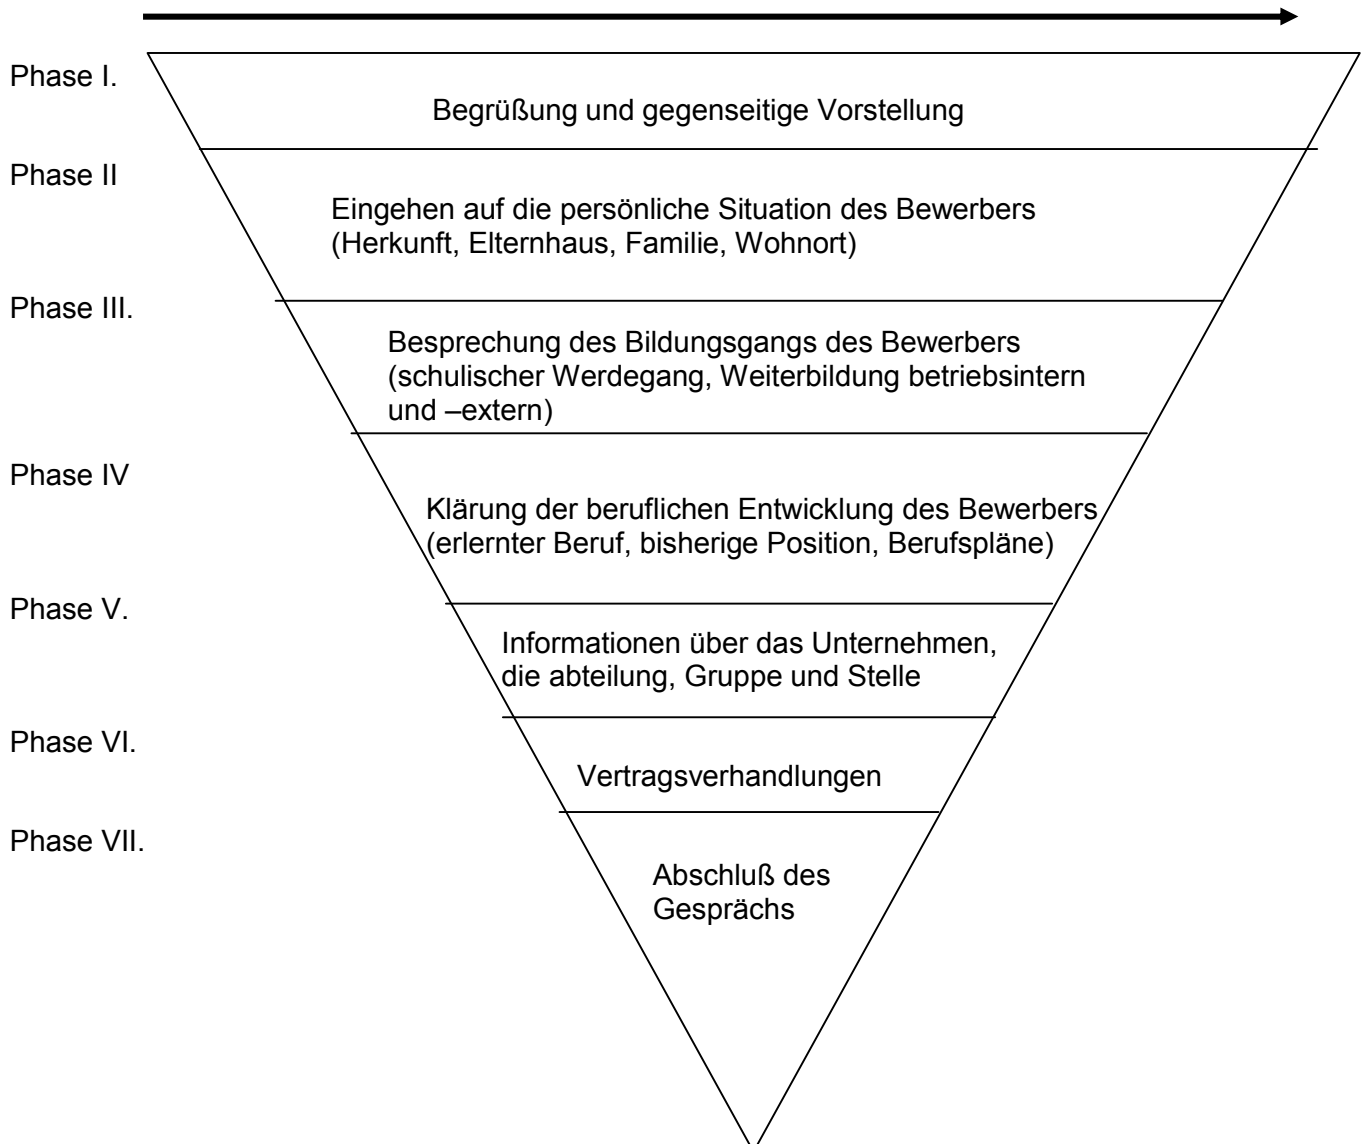 Phase I.
Begrüßung und gegenseitige Vorstellung
Phase II
Eingehen auf die persönliche Situation des Bewerbers
(Herkunft, Elternhaus, Familie, Wohnort)
Phase III.
Besprechung des Bildungsgangs des Bewerbers
(schulischer Werdegang, Weiterbildung betriebsintern
und –extern)
Phase IV
Klärung der beruflichen Entwicklung des Bewerbers
(erlernter Beruf, bisherige Position, Berufspläne)
Phase V.
Informationen über das Unternehmen,
die abteilung, Gruppe und Stelle
Phase VI.
Vertragsverhandlungen
Phase VII.
Abschluß des
Gesprächs